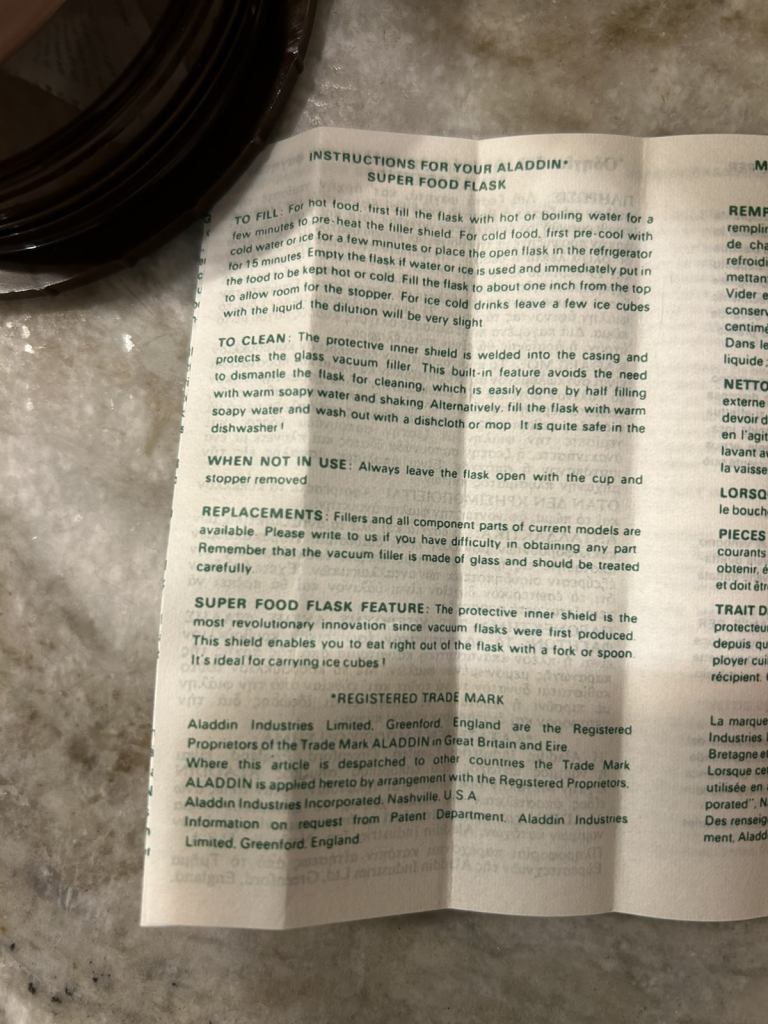 INSTRUCTIONS FOR YOUR ALADDIN*
SUPER FOOD FLASK
TO FILL: For hot food, first fill the flask with hot or boiling water for a
few minutes to pre-heat the filler shield. For cold food, first pre-cool with
cold water or ice for a few minutes or place the open flask in the refrigerator
for 15 minutes. Empty the flask if water or ice is used and immediately put in
the food to be kept hot or cold. Fill the flask to about one inch from the top
to allow room for the stopper. For ice cold drinks leave a few ice cubes
with the liquid, the dilution will be very slight.
TO CLEAN: The protective inner shield is welded into the casing and
protects the glass vacuum filler. This built-in feature avoids the need
to dismantle the flask for cleaning, which is easily done by half filling
with warm soapy water and shaking. Alternatively, fill the flask with warm
soapy water and wash out with a dishcloth or mop. It is quite safe in the
dishwasher!
WHEN NOT IN USE: Always leave the flask open with the cup and
stopper removed.
REPLACEMENTS: Fillers and all component parts of current models are
available. Please write to us if you have difficulty in obtaining any part.
Remember that the vacuum filler is made of glass and should be treated
carefully.
SUPER FOOD FLASK FEATURE: The protective inner shield is the
most revolutionary innovation since vacuum flasks were first produced.
This shield enables you to eat right out of the flask with a fork or spoon.
It's ideal for carrying ice cubes!
*REGISTERED TRADE MARK
Aladdin Industries Limited, Greenford, England are the Registered
Proprietors of the Trade Mark ALADDIN in Great Britain and Eire.
Where this article is despatched to other countries the Trade Mark
ALADDIN is applied hereto by arrangement with the Registered Proprietors,
Aladdin Industries Incorporated, Nashville, U.S.A.
Information on request from Patent Department, Aladdin Industries
Limited, Greenford, England.
M
REMP
remplir
de cha
refroidi
mettant
Vider e
conserv
centimè
Dans le
liquide;
NETTO
externe
devoir d
en l'agit
lavant av
la vaisse
LORSQ
le bouch
PIECES
courants
obtenir, é
et doit êtr
TRAIT D
protecteu
depuis qu
ployer cui
récipient.
La marque
Industries
Bretagne et
Lorsque cet
utilisée en
porated", N
Des renseig
ment, Aladd